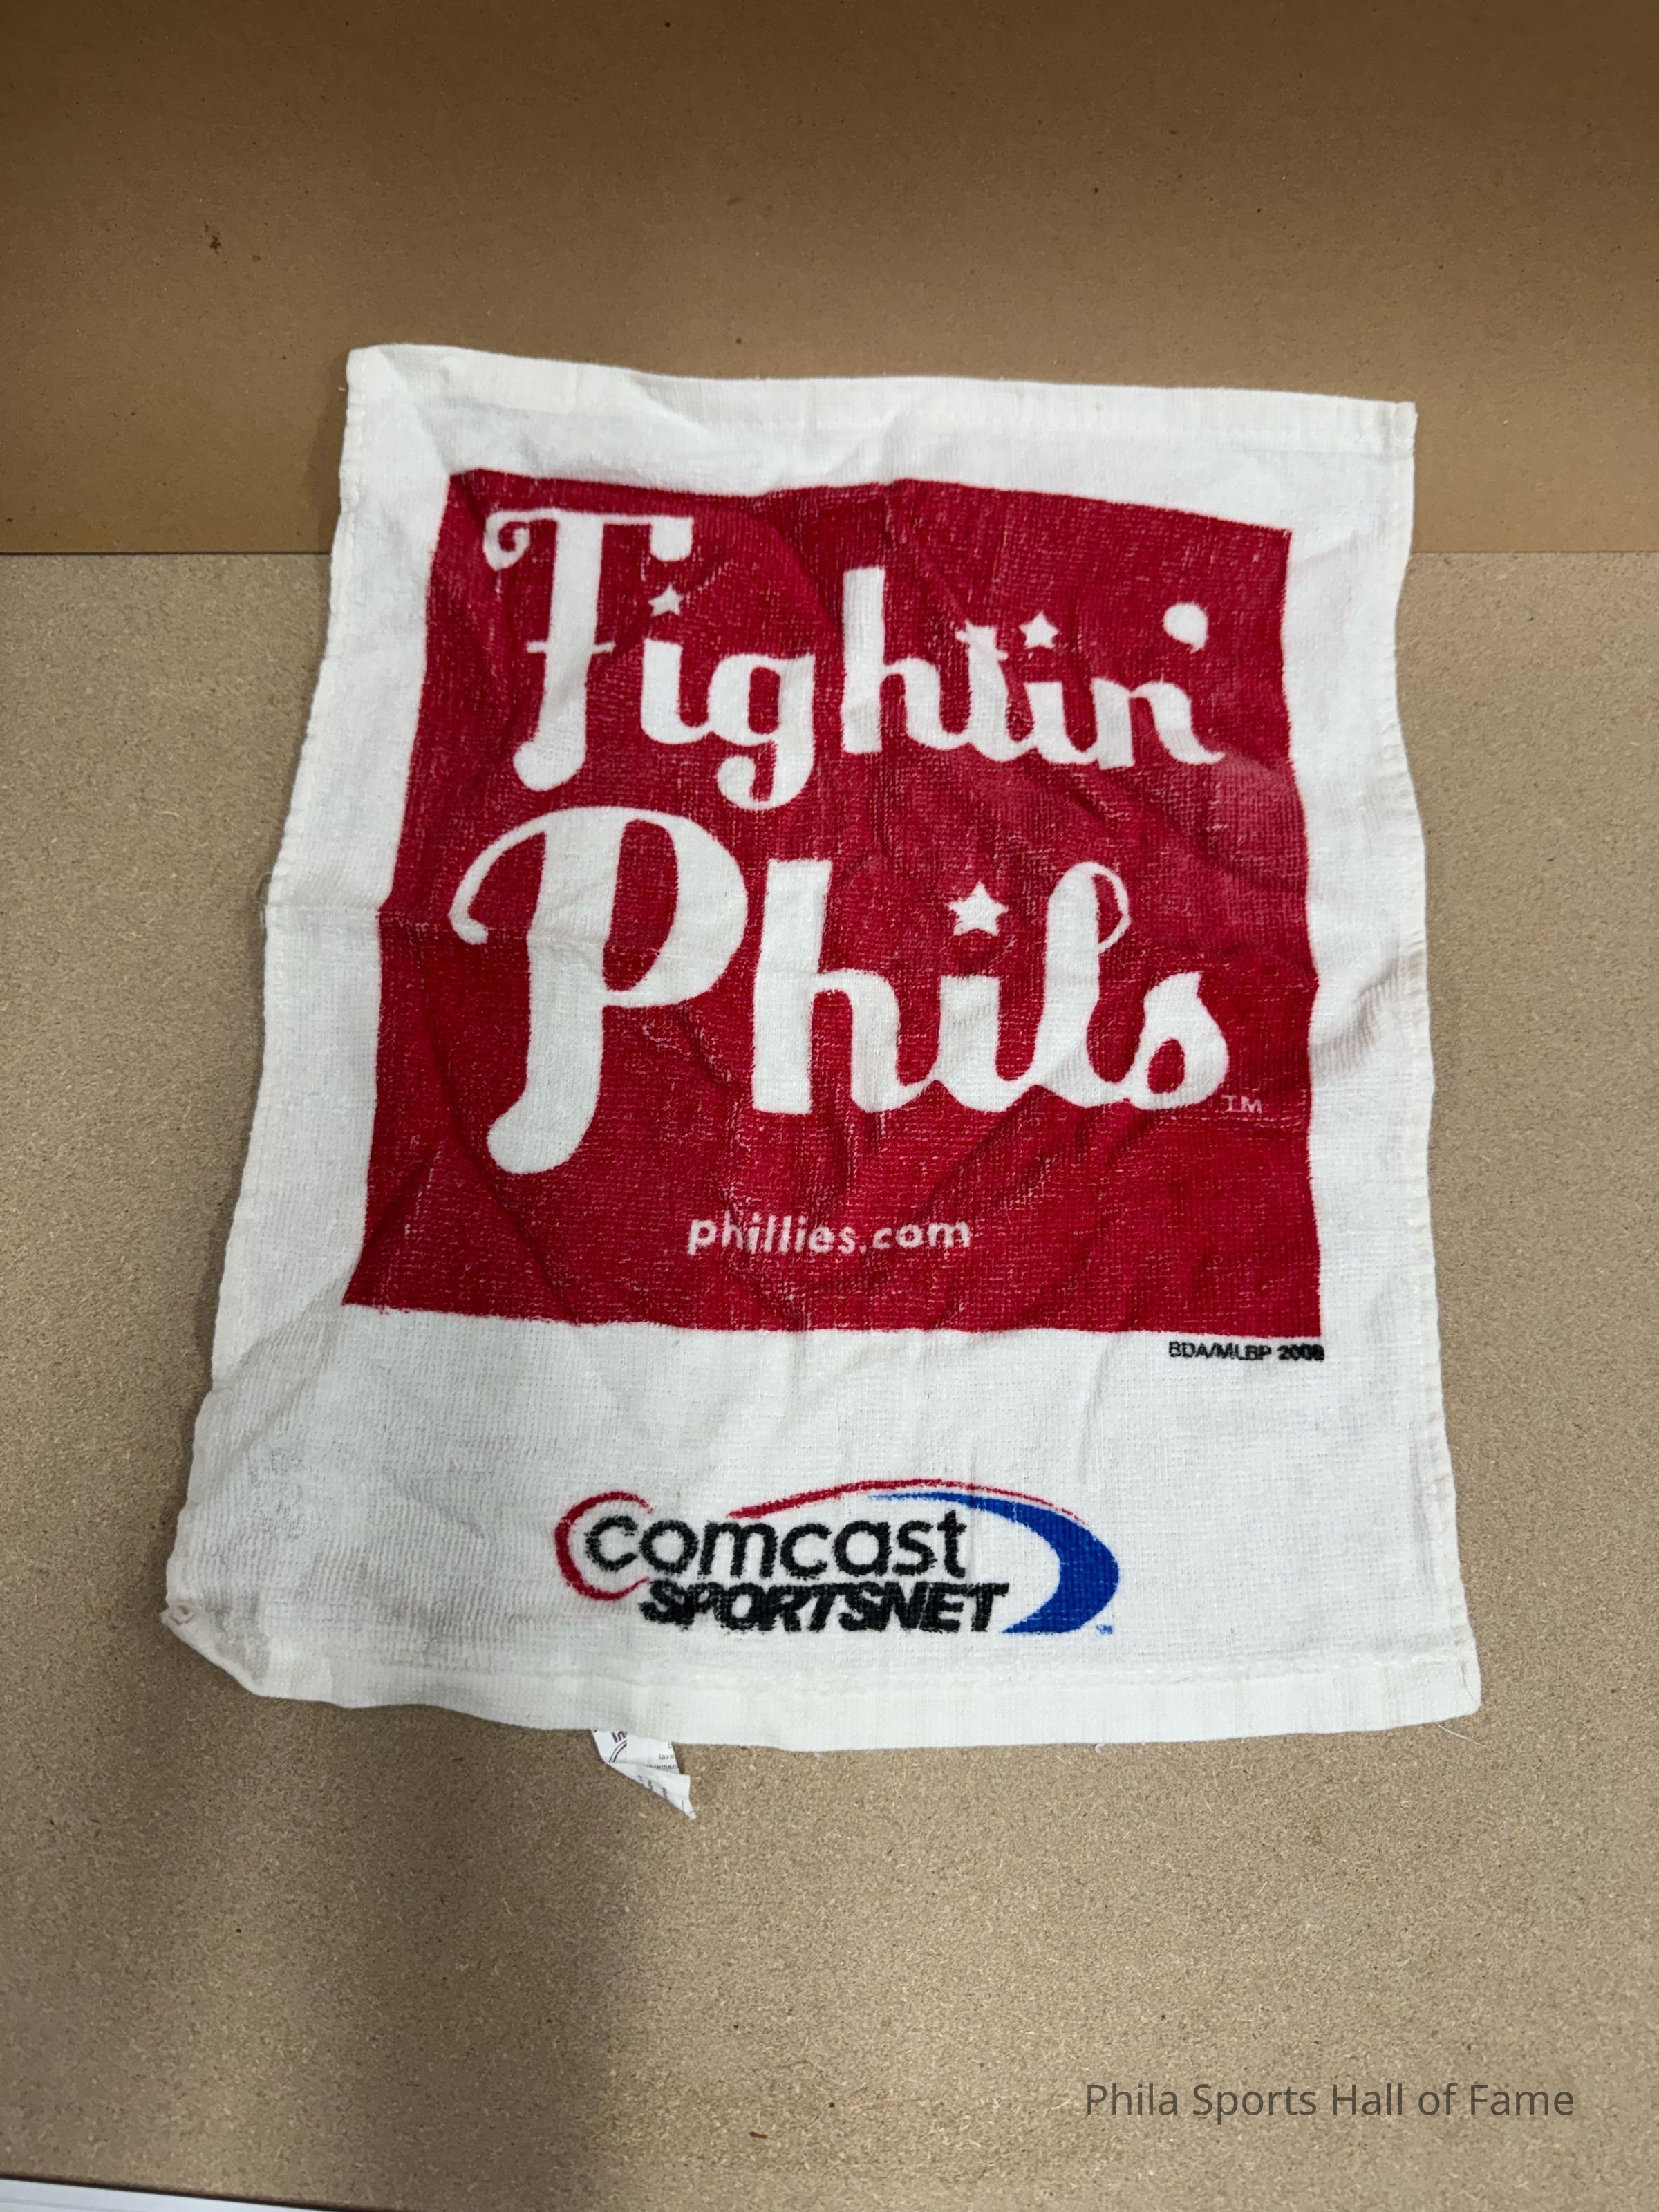 Fightin'
Phils
TM
phillies.com
BDA/MLBP 2008
comcast
SPORTSNET
Phila Sports Hall of Fame